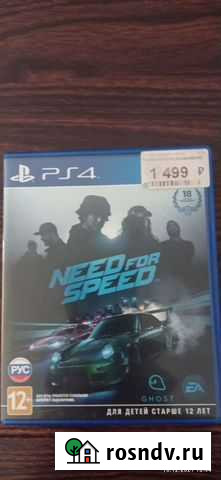 PS4
1 499 ₽
18
NEED FOR
SPEED
РУС
12+
GHOST
EA
ДЛЯ ДЕТЕЙ СТАРШЕ 12 ЛЕТ
rosndv.ru